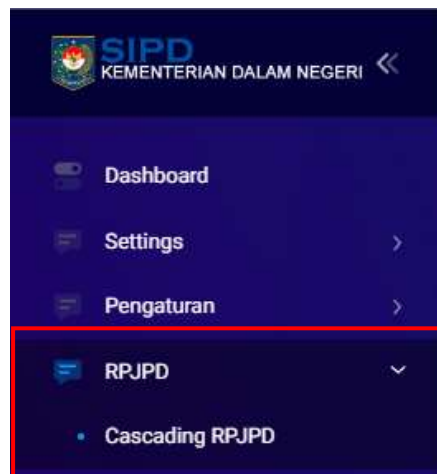 SIPD
KEMENTERIAN DALAM NEGERI
Dashboard
Settings
Pengaturan
RPJPD
Cascading RPJPD